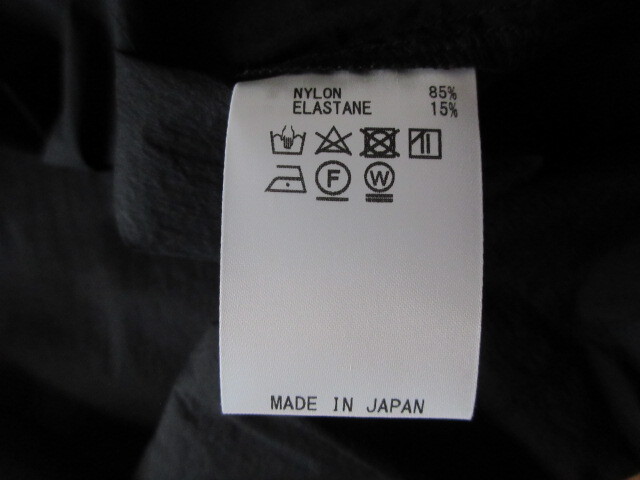 NYLON 85%
ELASTANE 15%
F W
MADE IN JAPAN